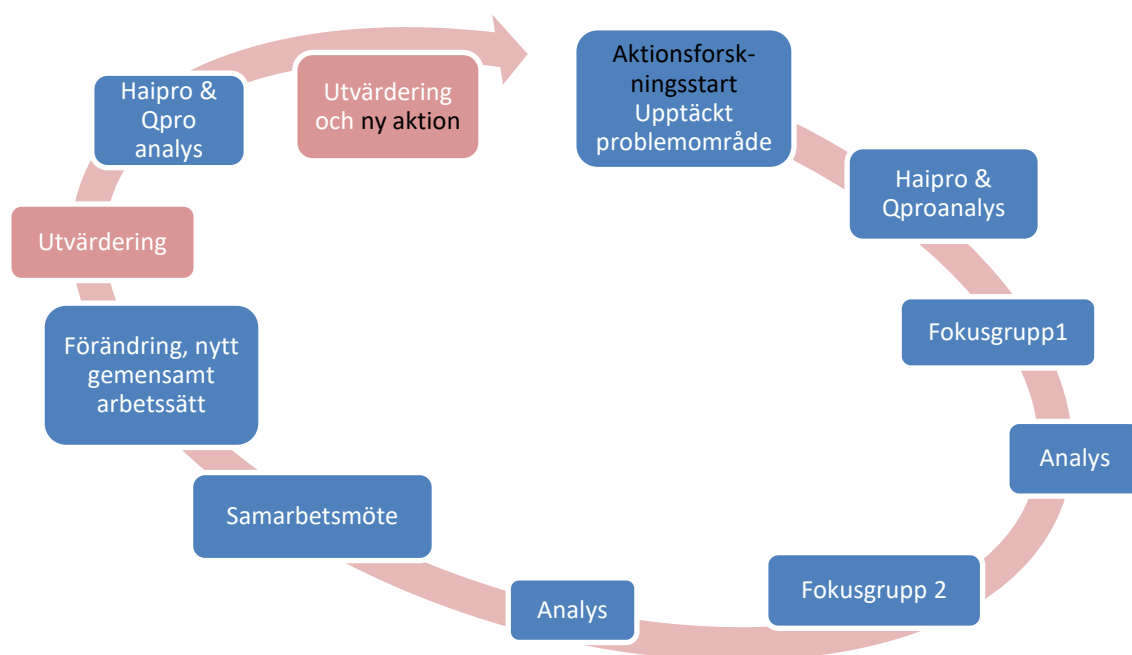 Aktionsforsk-
ningsstart
Upptäckt
problemområde
Haipro &
Qproanalys
Fokusgrupp1
Analys
Fokusgrupp 2
Analys
Samarbetsmöte
Förändring, nytt
gemensamt
arbetssätt
Utvärdering
Haipro &
Qpro
analys
Utvärdering
och ny aktion